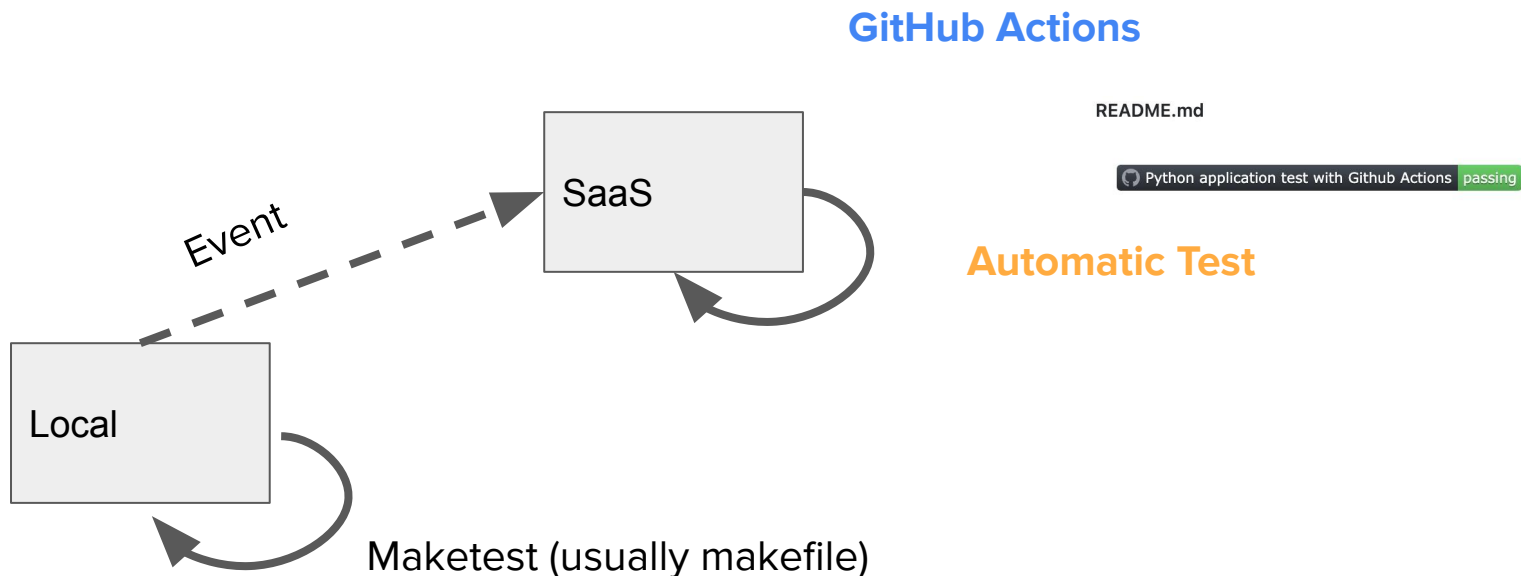 GitHub Actions
README.md
Python application test with Github Actions passing
SaaS
Event
Automatic Test
Local
Maketest (usually makefile)